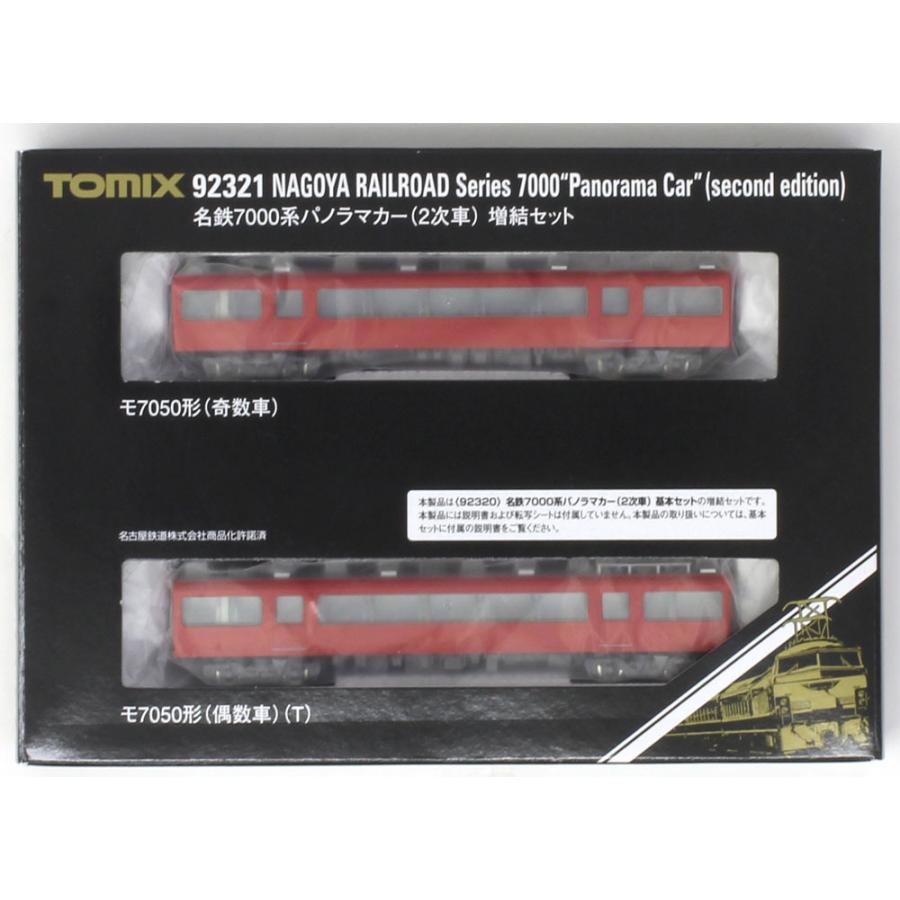 TOMIX 92321 NAGOYA RAILROAD Series 7000“Panorama Car”(second edition)
名鉄7000系パノラマカー(2次車) 増結セット
モ7050形(奇数車)
本製品は〈92320〉 名鉄7000系パノラマカー(2次車) 基本セットの増結セットです。
本製品には説明書および転写シートは付属していません。本製品の取り扱いについては、基本
セットに付属の説明書をご覧ください。
名古屋鉄道株式会社商品化許諾済
モ7050形(偶数車)(T)